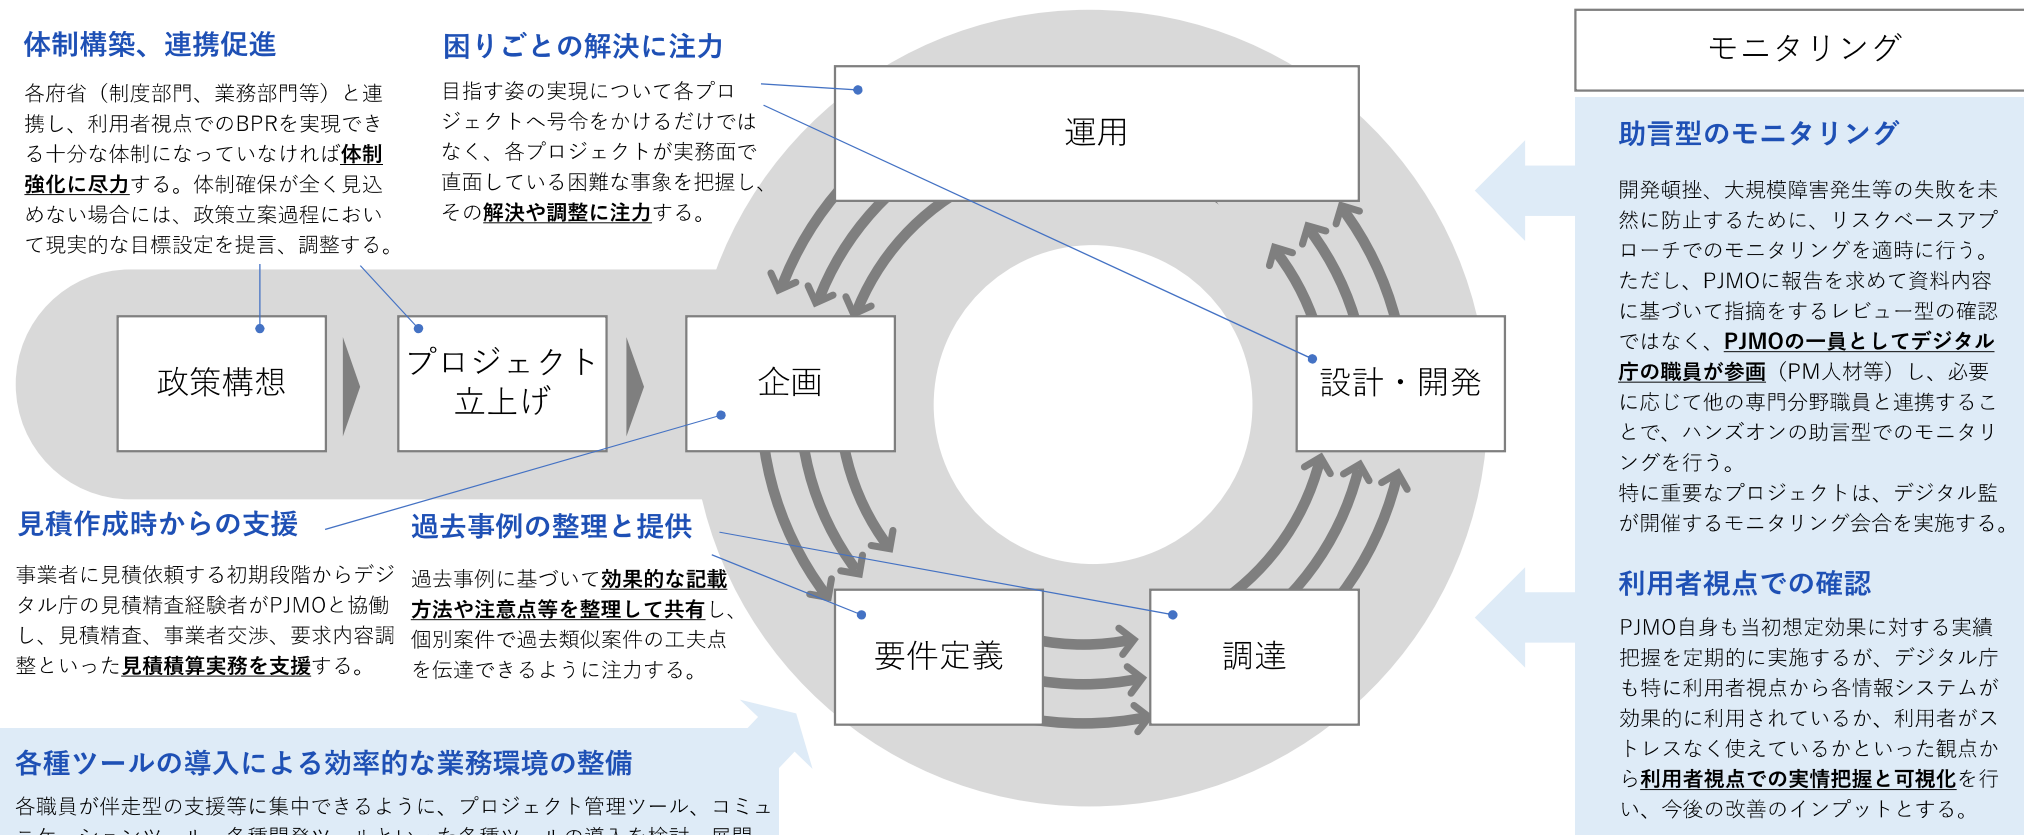 体制構築、連携促進
各府省（制度部門、業務部門等）と連
携し、利用者視点でのBPRを実現でき
る十分な体制になっていなければ体制
強化に尽力する。体制確保が全く見込
めない場合には、政策立案過程におい
て現実的な目標設定を提言、調整する。
困りごとの解決に注力
目指す姿の実現について各プロ
ジェクトへ号令をかけるだけでは
なく、各プロジェクトが実務面で
直面している困難な事象を把握し、
その解決や調整に注力する。
運用
政策構想
プロジェクト
立上げ
企画
設計・開発
見積作成時からの支援
事業者に見積依頼する初期段階からデジ
タル庁の見積精査経験者がPJMOと協働
し、見積精査、事業者交渉、要求内容調
整といった見積積算実務を支援する。
過去事例の整理と提供
過去事例に基づいて効果的な記載
方法や注意点等を整理して共有し、
個別案件で過去類似案件の工夫点
を伝達できるように注力する。
要件定義
調達
各種ツールの導入による効率的な業務環境の整備
各職員が伴走型の支援等に集中できるように、プロジェクト管理ツール、コミュ
ニケーションツール、各種開発ツールといった各種ツールの導入を検討、展開
モニタリング
助言型のモニタリング
開発頓挫、大規模障害発生等の失敗を未
然に防止するために、リスクベースアプ
ローチでのモニタリングを適時に行う。
ただし、PJMOに報告を求めて資料内容
に基づいて指摘をするレビュー型の確認
ではなく、PJMOの一員としてデジタル
庁の職員が参画（PM人材等）し、必要
に応じて他の専門分野職員と連携するこ
とで、ハンズオンの助言型でのモニタリ
ングを行う。
特に重要なプロジェクトは、デジタル監
が開催するモニタリング会合を実施する。
利用者視点での確認
PJMO自身も当初想定効果に対する実績
把握を定期的に実施するが、デジタル庁
も特に利用者視点から各情報システムが
効果的に利用されているか、利用者がス
トレスなく使えているかといった観点か
ら利用者視点での実情把握と可視化を行
い、今後の改善のインプットとする。